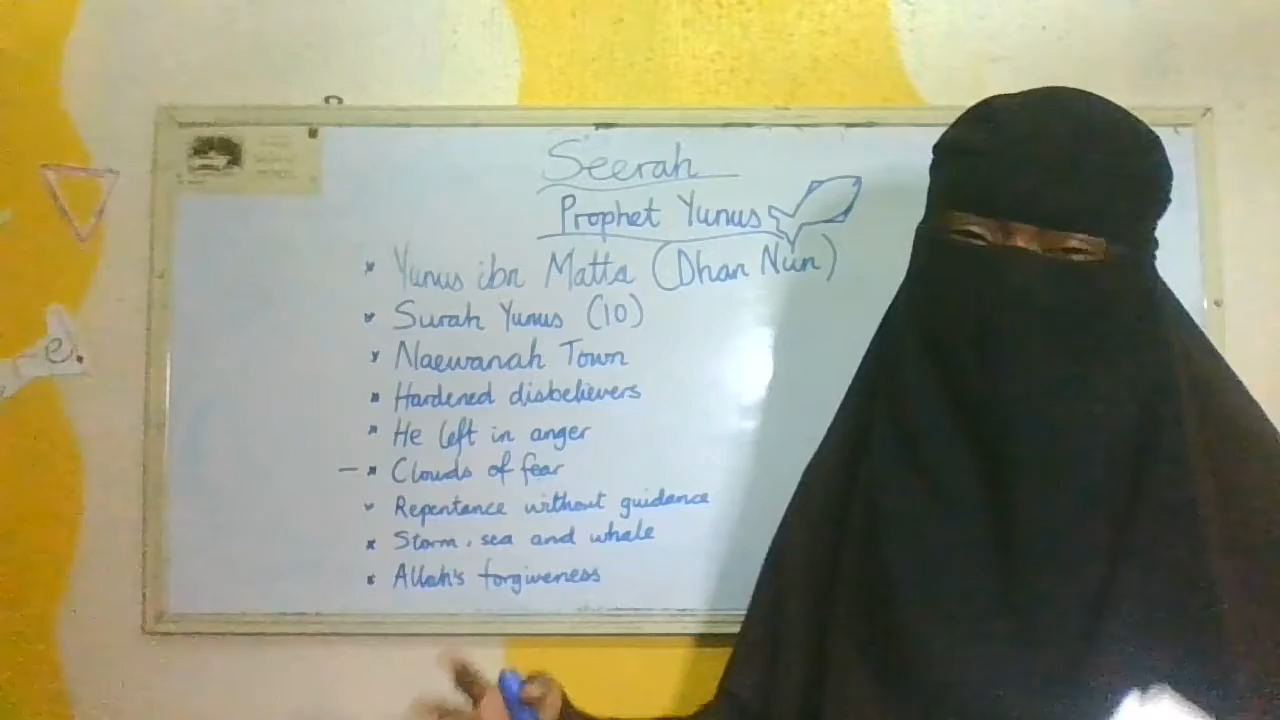 Seerah
Prophet Yunus
Yunus ibn Matta (Dhan Nun)
Surah Yunus (10)
Naewanah Town
Hardened disbelievers
He left in anger
Clouds of fear
Repentance without guidance
Storm, sea and whale
Allah's forgiveness
e.